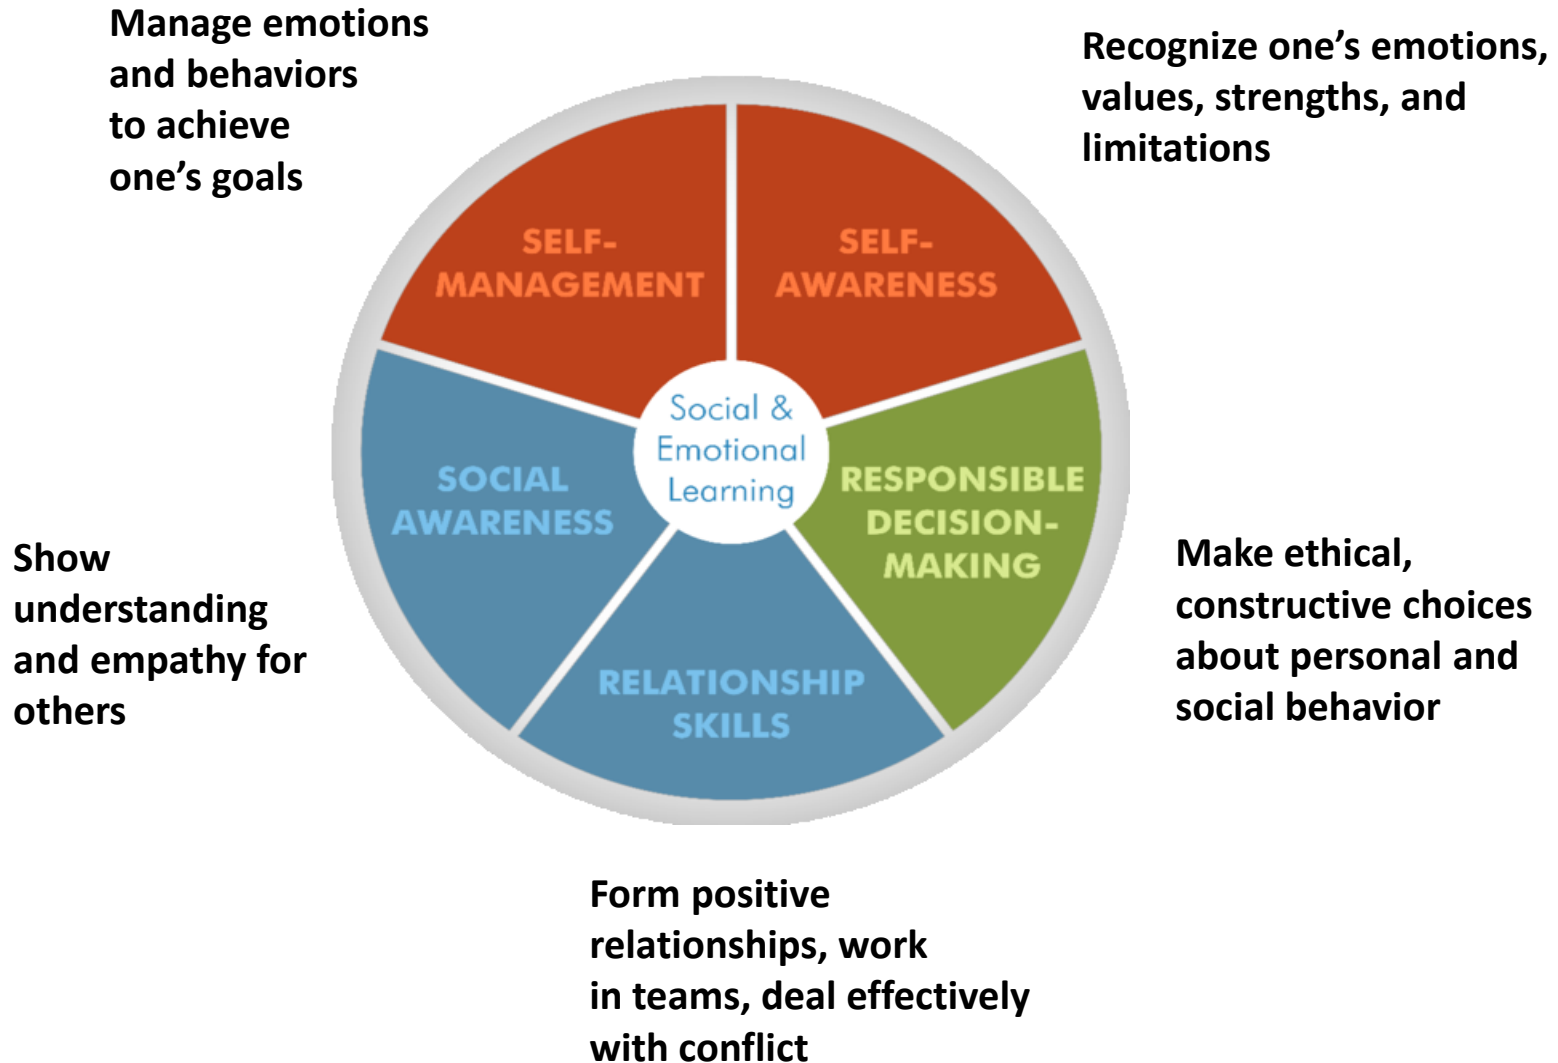 Manage emotions
and behaviors
to achieve
one’s goals
Recognize one’s emotions,
values, strengths, and
limitations
SELF-
MANAGEMENT
SELF-
AWARENESS
Social &
Emotional
Learning
SOCIAL
AWARENESS
RESPONSIBLE
DECISION-
MAKING
RELATIONSHIP
SKILLS
Show
understanding
and empathy for
others
Make ethical,
constructive choices
about personal and
social behavior
Form positive
relationships, work
in teams, deal effectively
with conflict